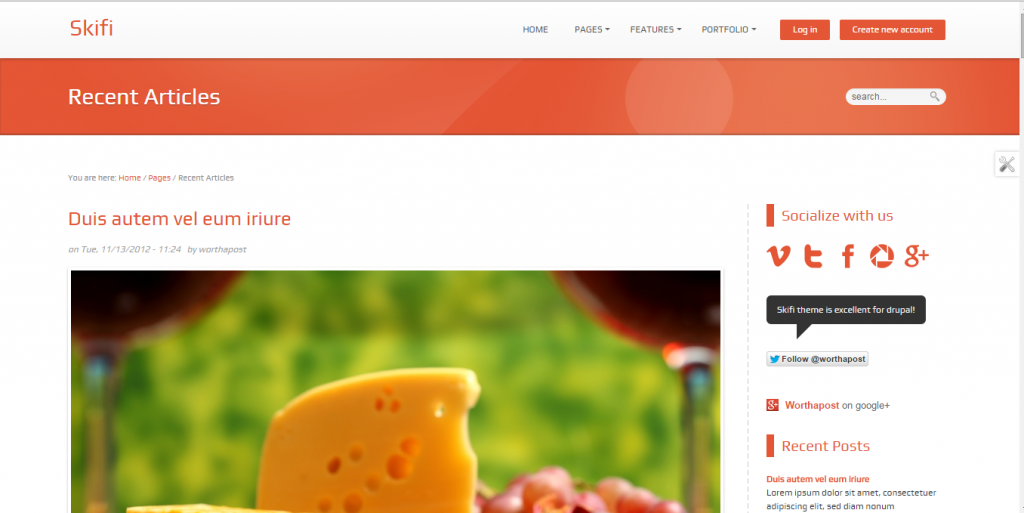 Skifi
HOME PAGES FEATURES PORTFOLIO Log in Create new account
Recent Articles
search...
You are here: Home / Pages / Recent Articles
Duis autem vel eum iriure
on Tue, 11/13/2012 - 11:24 by worthapost
Socialize with us
Skifi theme is excellent for drupal!
Follow @worthapost
Worthapost on google+
Recent Posts
Duis autem vel eum iriure
Lorem ipsum dolor sit amet, consectetuer
adipiscing elit, sed diam nonum